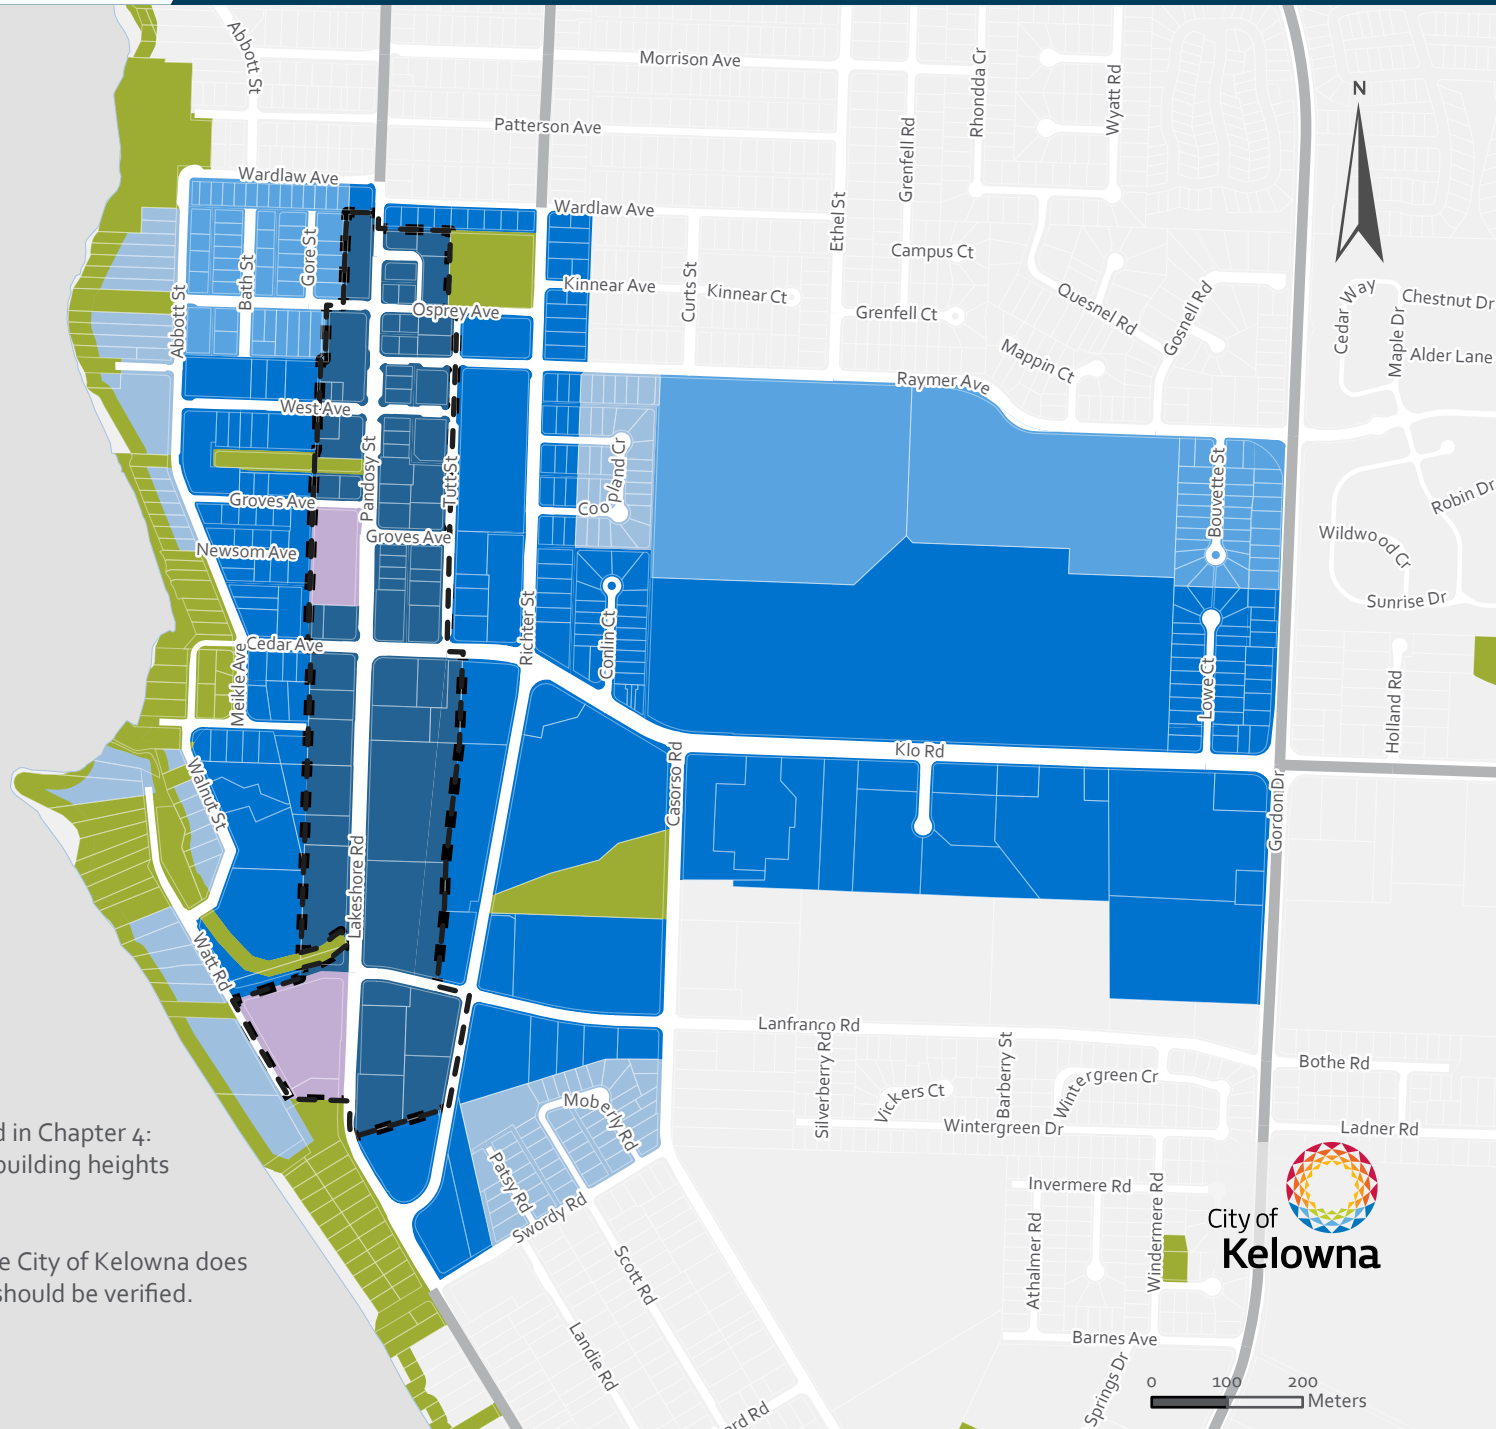 Abbott St
Morrison Ave
Rhondda Cr
Wyatt Rd
N
Patterson Ave
Grenfell Rd
Wardlaw Ave
Wardlaw Ave
Ethel St
Gore St
Bath St
Campus Ct
Kinnear Ave
Curts St
Kinnear Ct
Quesnel Rd
Gosnell Rd
Cedar Way
Chestnut Dr
Abbott St
Osprey Ave
Grenfell Ct
Maple Dr
Alder Lane
Mappin Ct
Raymer Ave
West Ave
Pandosy St
Tutt St
Copland Cr
Bouvette St
Robin Dr
Groves Ave
Groves Ave
Newsom Ave
Wildwood Cr
Richter St
Conlin Ct
Sunrise Dr
Cedar Ave
Meikle Ave
Lowe Ct
Holland Rd
Klo Rd
Casorso Rd
Walnut St
Gordon Dr
Lakeshore Rd
Watt Rd
Lanfranco Rd
Silverberry Rd
Barberry St
Bothe Rd
Vickers Ct
Wintergreen Cr
Moberly Rd
Wintergreen Dr
Ladner Rd
d in Chapter 4:
building heights
Patsy Rd
Swordy Rd
Invermere Rd
Windermere Rd
Athalmer Rd
City of
Kelowna
e City of Kelowna does
should be verified.
Scott Rd
Landie Rd
Barnes Ave
Springs Dr
0 100 200
Meters
ord Rd